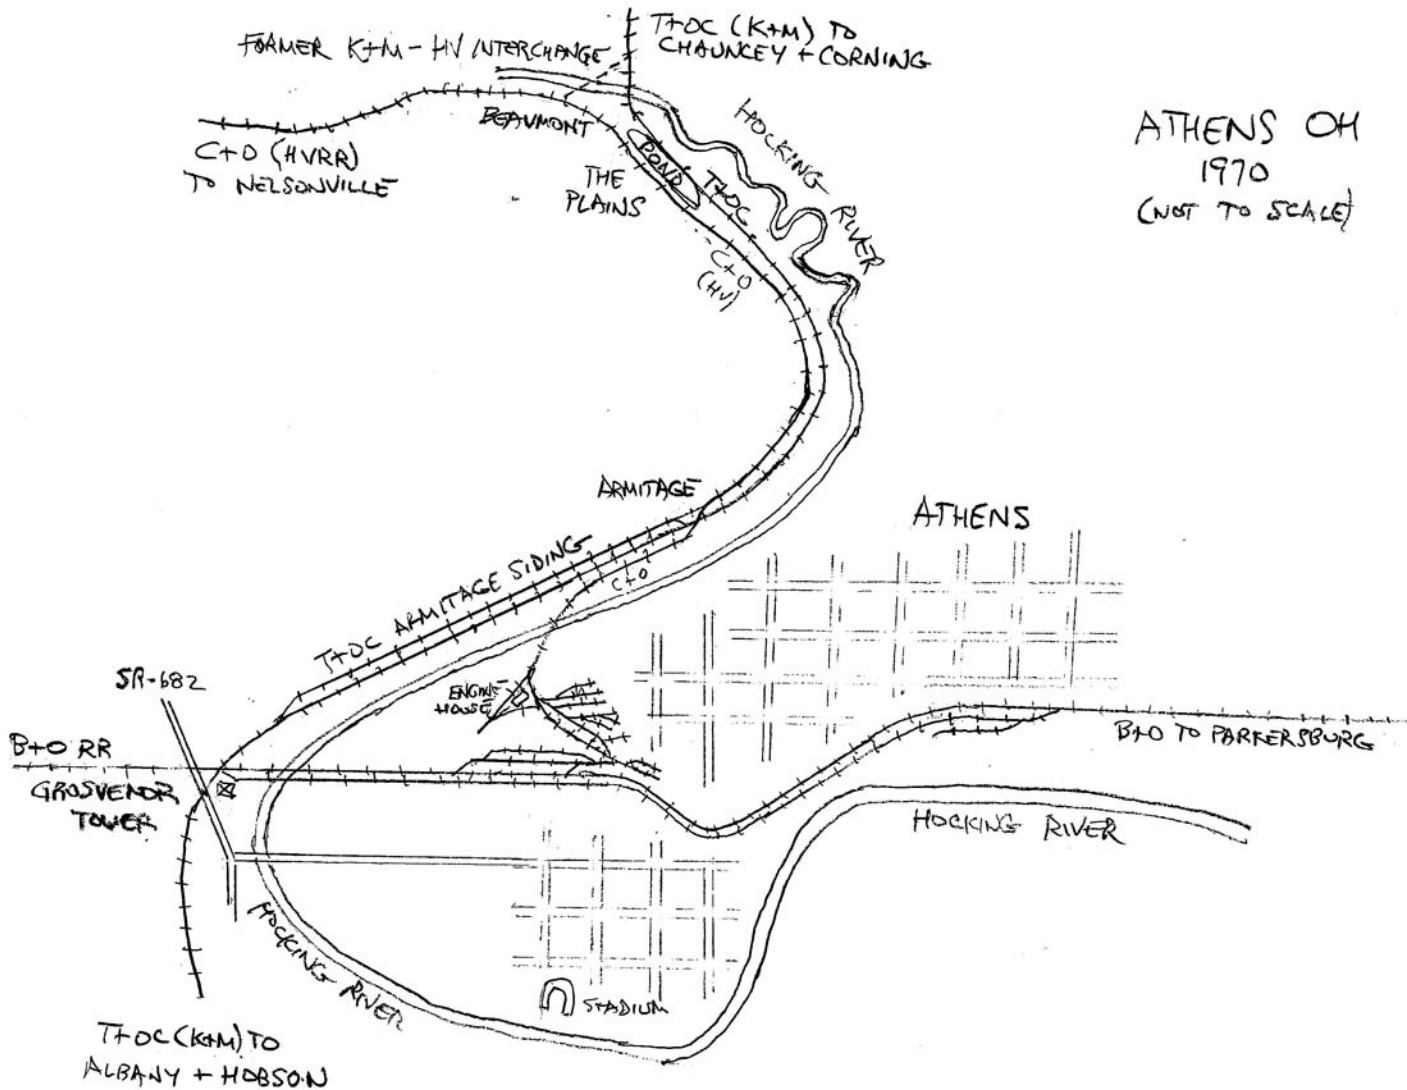 FORMER K+M - HV INTERCHANGE
T+OC (K+M) TO
CHAUNCEY + CORNING
ATHENS OH
1970
(NOT TO SCALE)
BEAUMONT
C+O (HVRR)
TO NELSONVILLE
THE
PLAINS
POND
T+OC
HOCKING RIVER
C+O
(HV)
ARMITAGE
ATHENS
T+OC ARMITAGE SIDING
C+O
SR-682
ENGINE
HOUSE
B+O RR
GROSVENOR
TOWER
B+O TO PARKERSBURG
HOCKING RIVER
HOCKING RIVER
STADIUM
T+OC (K+M) TO
ALBANY + HOBSON